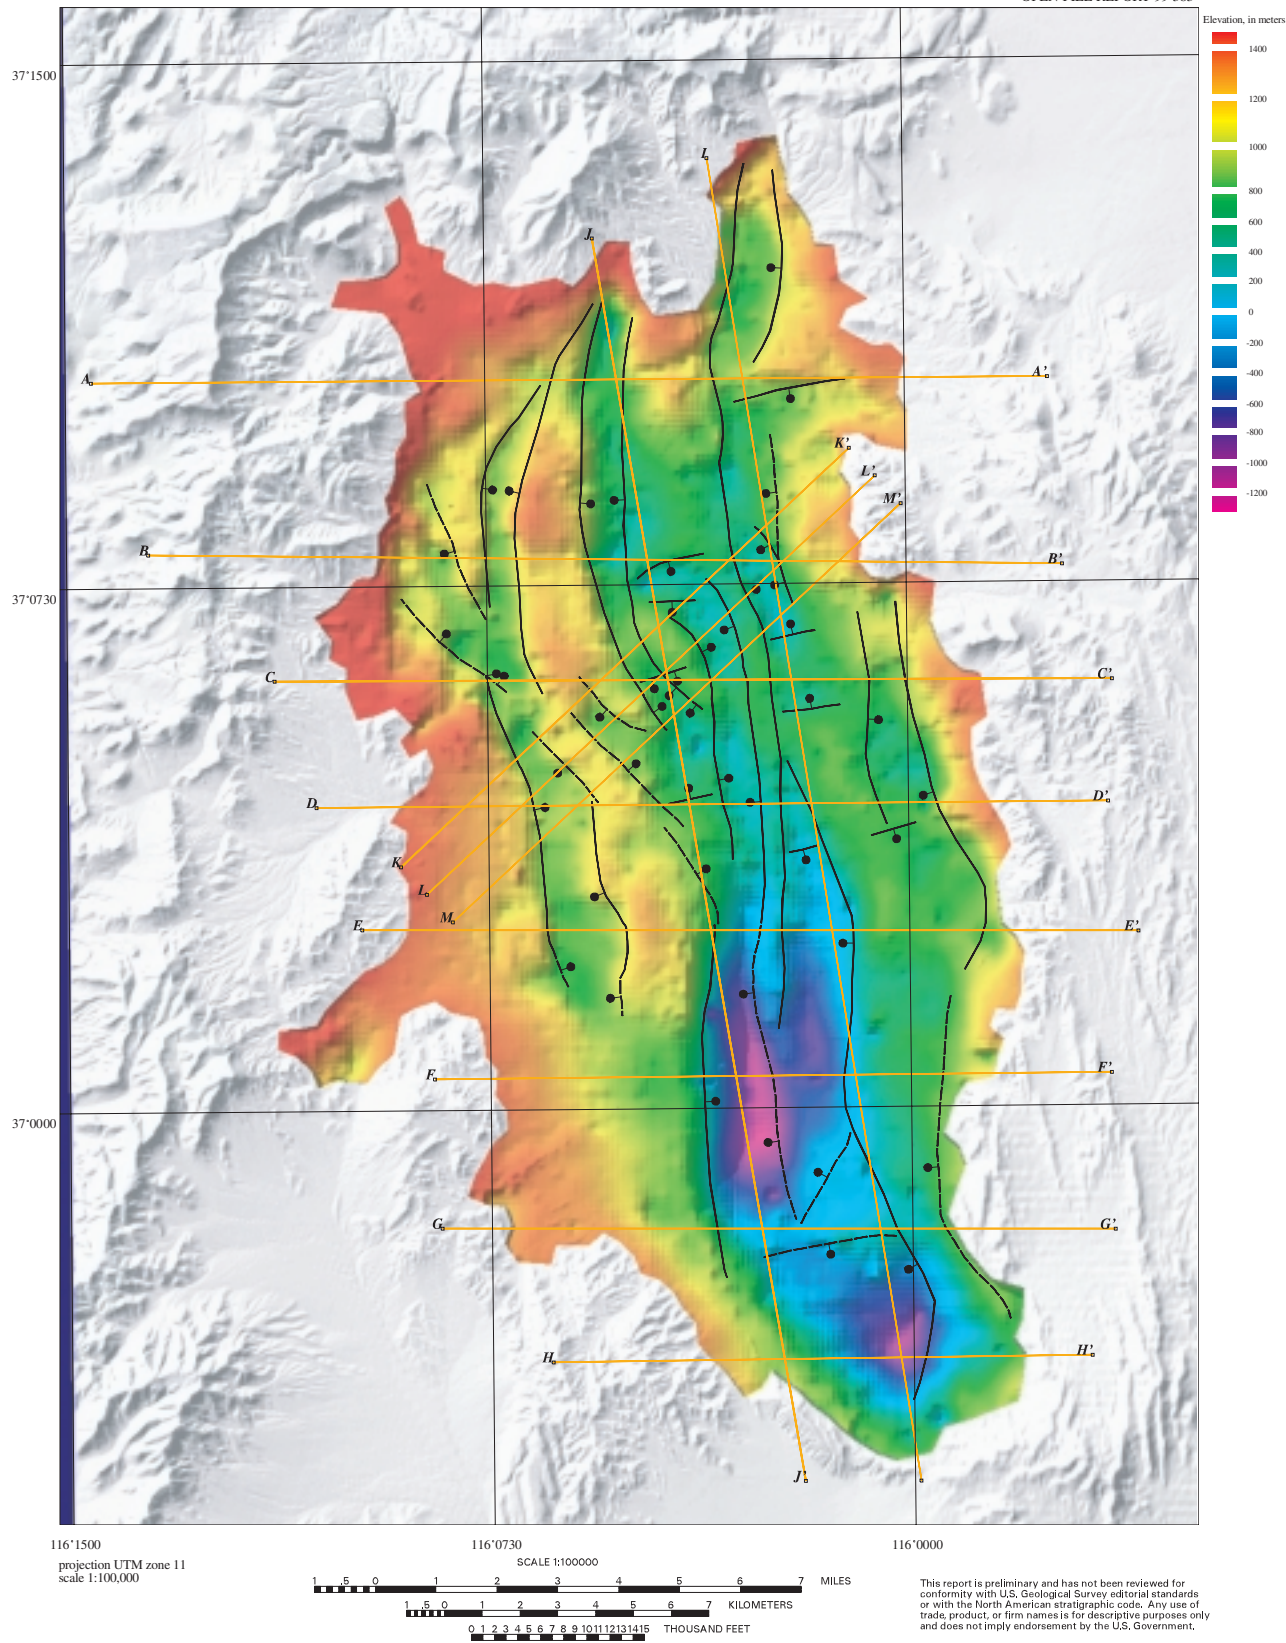 Elevation, in meters
1400
1200
1000
800
600
400
200
0
-200
-400
-600
-800
-1000
-1200
37°1500
I
J
A
A'
K'
L'
M'
B
B'
37°0730
C
C'
D
D'
K
L
M
E
E'
F
F'
37°0000
G
G'
H
H'
J'
116°1500
116°0730
116°0000
projection UTM zone 11
scale 1:100,000
SCALE 1:100000
1 .5 0 1 2 3 4 5 6 7 MILES
1 .5 0 1 2 3 4 5 6 7 KILOMETERS
0 1 2 3 4 5 6 7 8 9 10 11 12 13 14 15 THOUSAND FEET
This report is preliminary and has not been reviewed for
conformity with U.S. Geological Survey editorial standards
or with the North American stratigraphic code. Any use of
trade, product, or firm names is for descriptive purposes only
and does not imply endorsement by the U.S. Government.